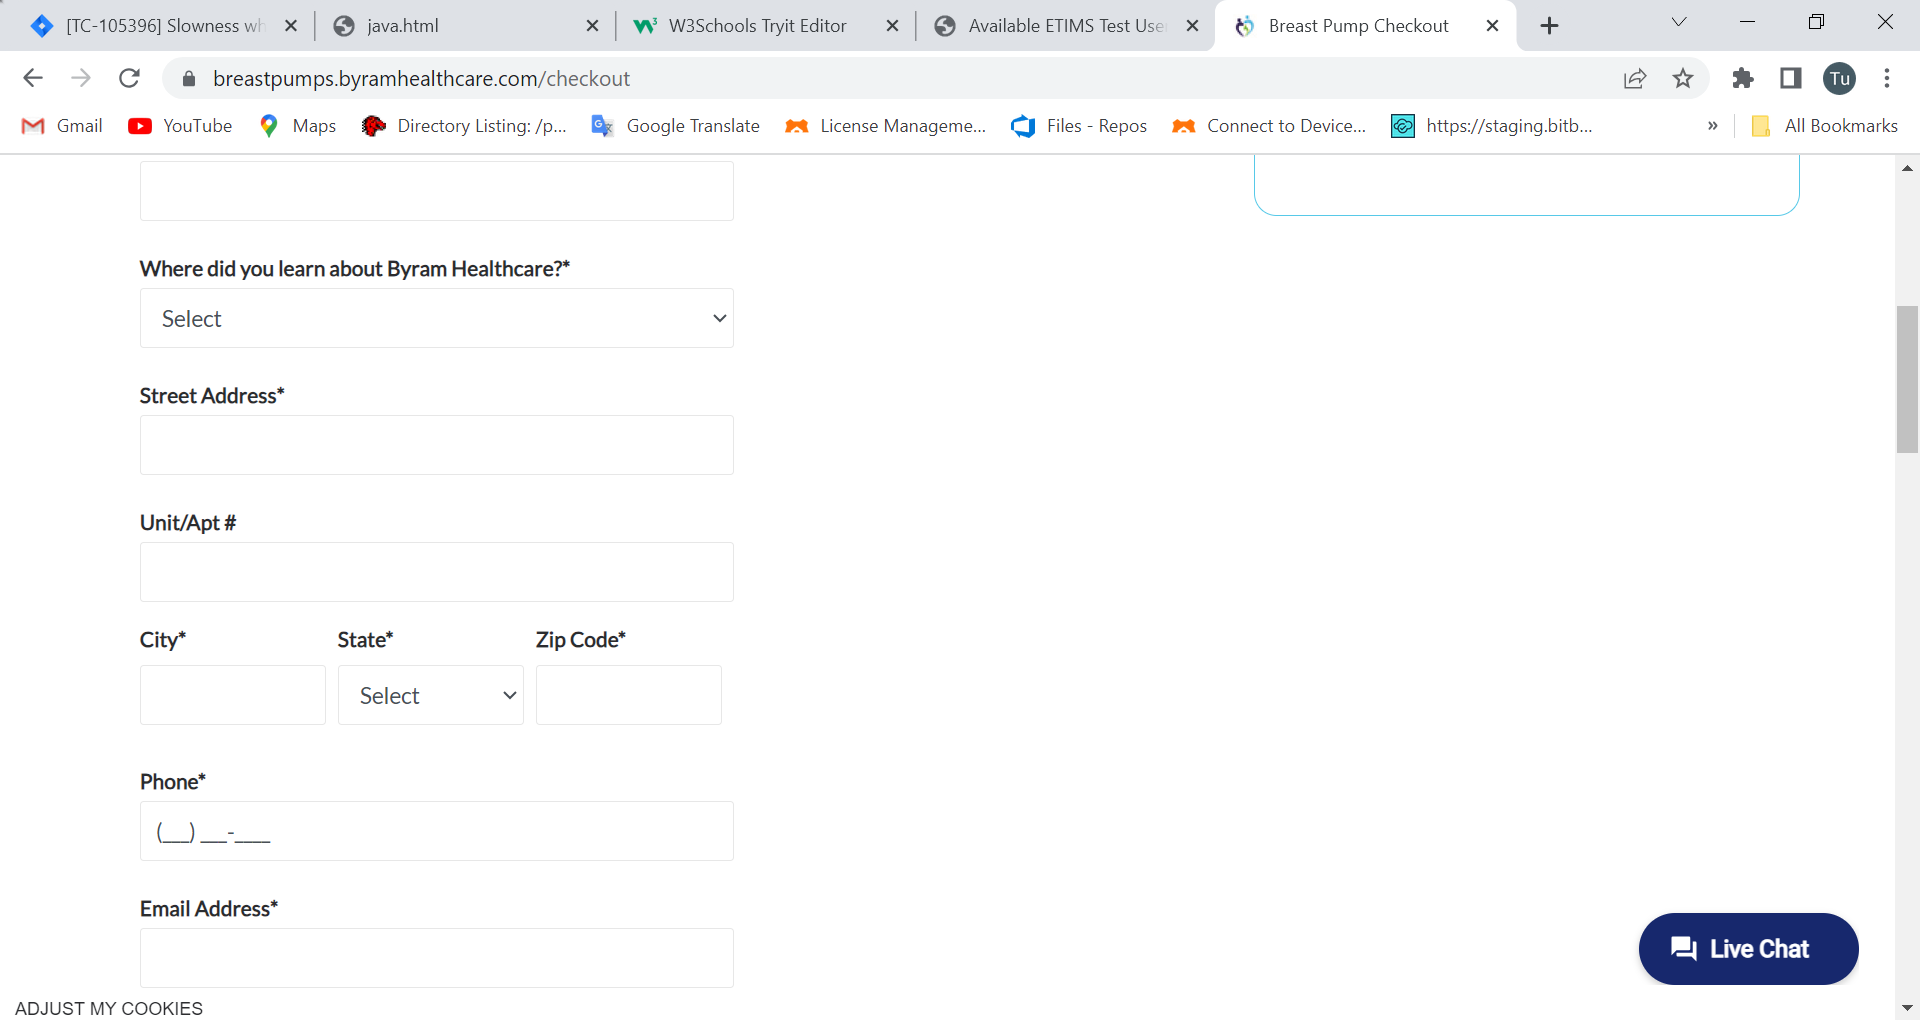 [TC-105396] Slowness wh
java.html
W3Schools Tryit Editor
Available ETIMS Test Use
Breast Pump Checkout
breastpumps.byramhealthcare.com/checkout
Tu
Gmail
YouTube
Maps
Directory Listing: /p...
Google Translate
License Manageme...
Files - Repos
Connect to Device...
https://staging.bitb...
»
All Bookmarks
Where did you learn about Byram Healthcare?*
Select
Street Address*
Unit/Apt #
City*
State*
Zip Code*
Select
Phone*
(___) ___-____
Email Address*
Live Chat
ADJUST MY COOKIES